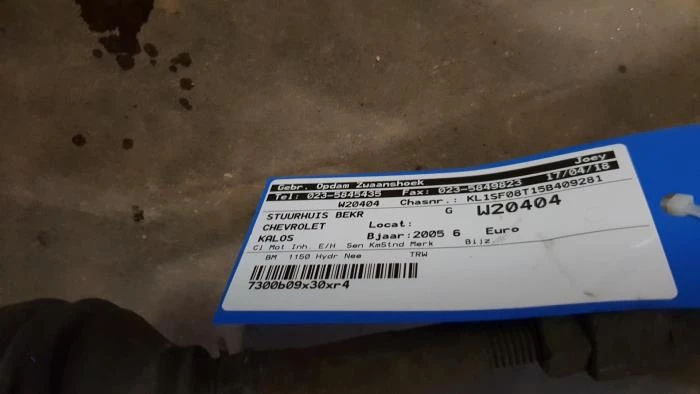 Gebr. Opdam Zwaanshoek Joey
Tel: 023-5845435 Fax: 023-5849823 17/04/18
W20404 Chasnr.: KL1SF08T15B409281
STUURHUIS BEKR G W20404
CHEVROLET Locat:
KALOS Bjaar:2005 6 Euro
Cl Mot Inh. E/H Sen KmStnd Merk Bijz.
BM 1150 Hydr Nee TRW
7300b09x30xr4